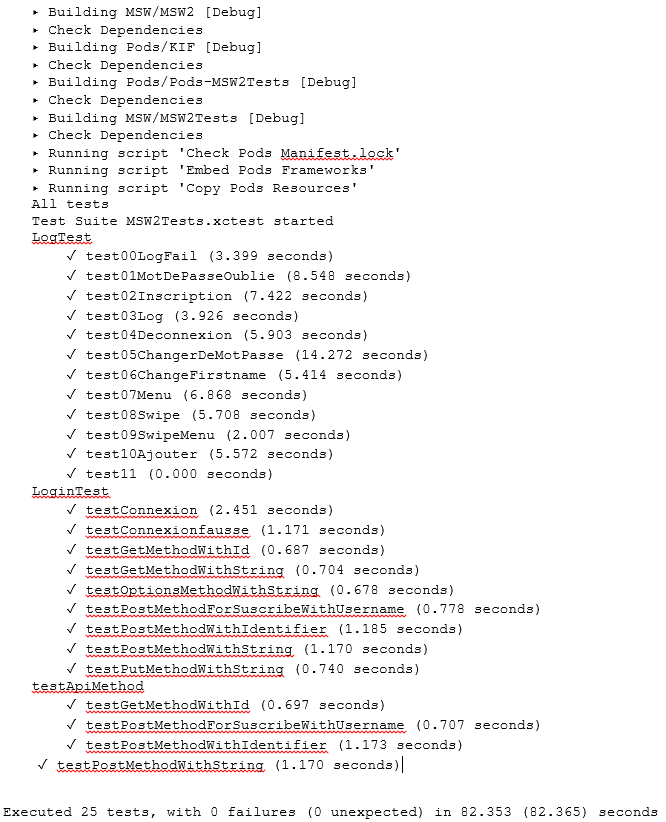 ▸ Building MSW/MSW2 [Debug]
▸ Check Dependencies
▸ Building Pods/KIF [Debug]
▸ Check Dependencies
▸ Building Pods/Pods-MSW2Tests [Debug]
▸ Check Dependencies
▸ Building MSW/MSW2Tests [Debug]
▸ Check Dependencies
▸ Running script 'Check Pods Manifest.lock'
▸ Running script 'Embed Pods Frameworks'
▸ Running script 'Copy Pods Resources'
All tests
Test Suite MSW2Tests.xctest started
LogTest
✓ test00LogFail (3.399 seconds)
✓ test01MotDePasseOublie (8.548 seconds)
✓ test02Inscription (7.422 seconds)
✓ test03Log (3.926 seconds)
✓ test04Deconnexion (5.903 seconds)
✓ test05ChangerDeMotPasse (14.272 seconds)
✓ test06ChangeFirstname (5.414 seconds)
✓ test07Menu (6.868 seconds)
✓ test08Swipe (5.708 seconds)
✓ test09SwipeMenu (2.007 seconds)
✓ test10Ajouter (5.572 seconds)
✓ test11 (0.000 seconds)
LoginTest
✓ testConnexion (2.451 seconds)
✓ testConnexionfausse (1.171 seconds)
✓ testGetMethodWithId (0.687 seconds)
✓ testGetMethodWithString (0.704 seconds)
✓ testOptionsMethodWithString (0.678 seconds)
✓ testPostMethodForSuscribeWithUsername (0.778 seconds)
✓ testPostMethodWithIdentifier (1.185 seconds)
✓ testPostMethodWithString (1.170 seconds)
✓ testPutMethodWithString (0.740 seconds)
testApiMethod
✓ testGetMethodWithId (0.697 seconds)
✓ testPostMethodForSuscribeWithUsername (0.707 seconds)
✓ testPostMethodWithIdentifier (1.173 seconds)
✓ testPostMethodWithString (1.170 seconds)
Executed 25 tests, with 0 failures (0 unexpected) in 82.353 (82.365) seconds